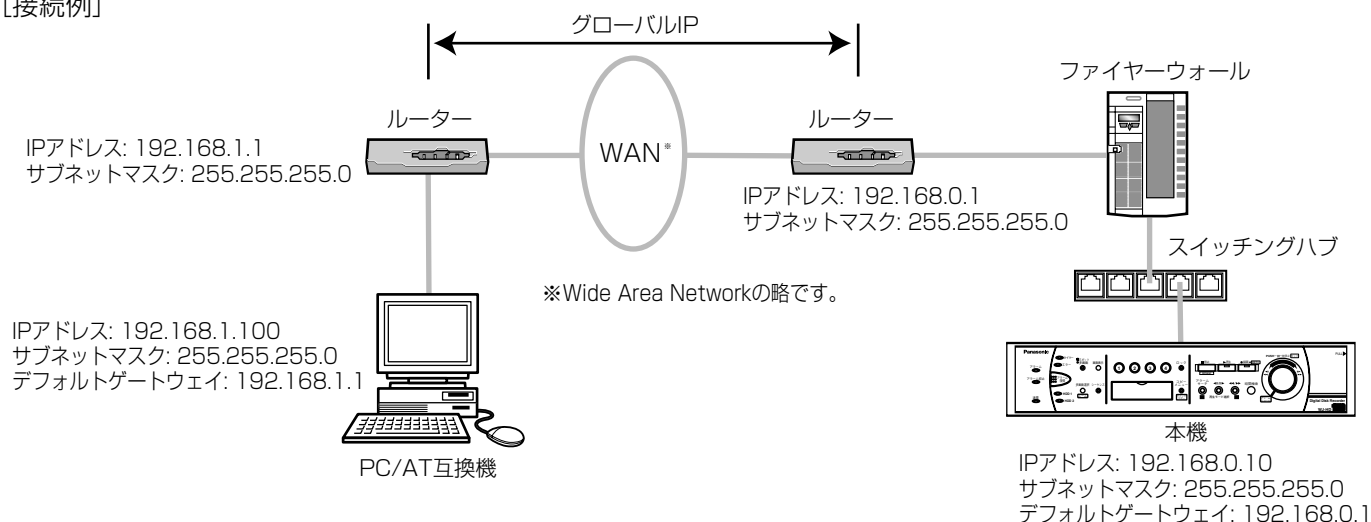 ［接続例］
グローバルIP
ファイヤーウォール
ルーター
ルーター
WAN※
IPアドレス: 192.168.1.1
サブネットマスク: 255.255.255.0
IPアドレス: 192.168.0.1
サブネットマスク: 255.255.255.0
スイッチングハブ
※Wide Area Networkの略です。
IPアドレス: 192.168.1.100
サブネットマスク: 255.255.255.0
デフォルトゲートウェイ: 192.168.1.1
PC/AT互換機
Panasonic
Digital Disk Recorder
本機
IPアドレス: 192.168.0.10
サブネットマスク: 255.255.255.0
デフォルトゲートウェイ: 192.168.0.1